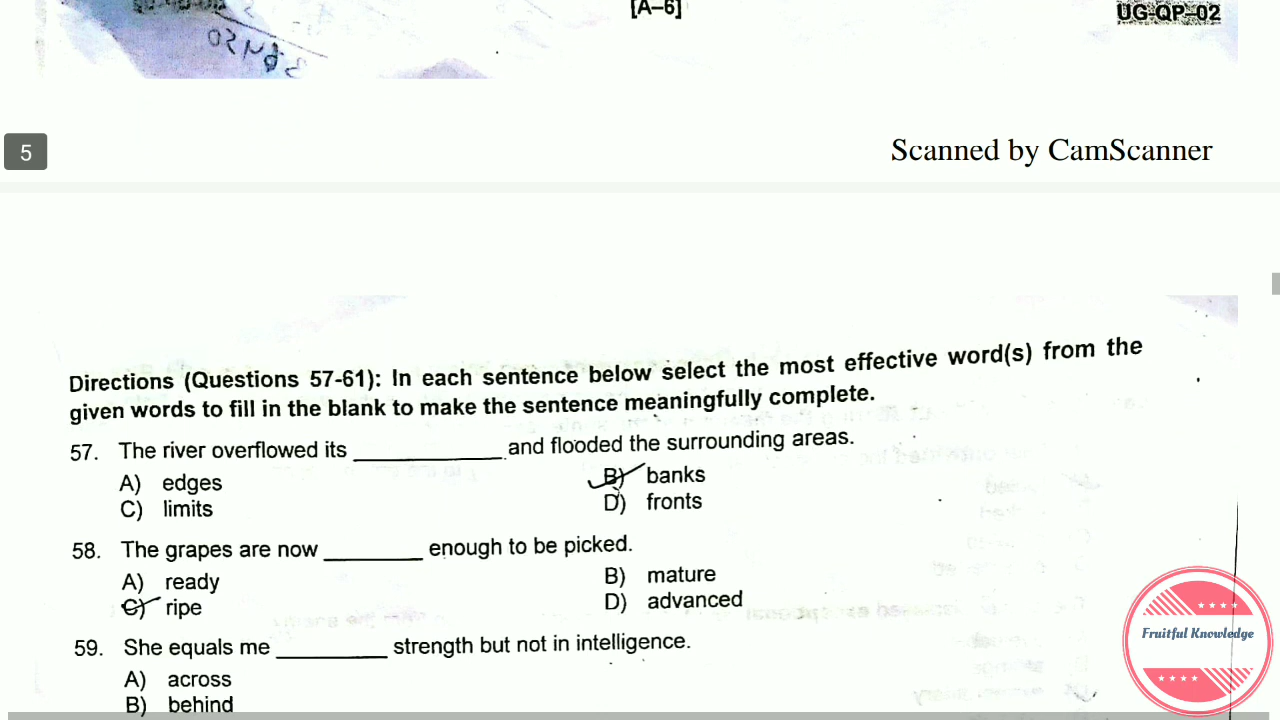 [A–6]
UG-QP-02
5
Scanned by CamScanner
Directions (Questions 57-61): In each sentence below select the most effective word(s) from the
given words to fill in the blank to make the sentence meaningfully complete.
57. The river overflowed its ____________ and flooded the surrounding areas.
A) edges
B) banks
C) limits
D) fronts
58. The grapes are now ________ enough to be picked.
A) ready
B) mature
C) ripe
D) advanced
59. She equals me _________ strength but not in intelligence.
A) across
B) behind
Fruitful Knowledge